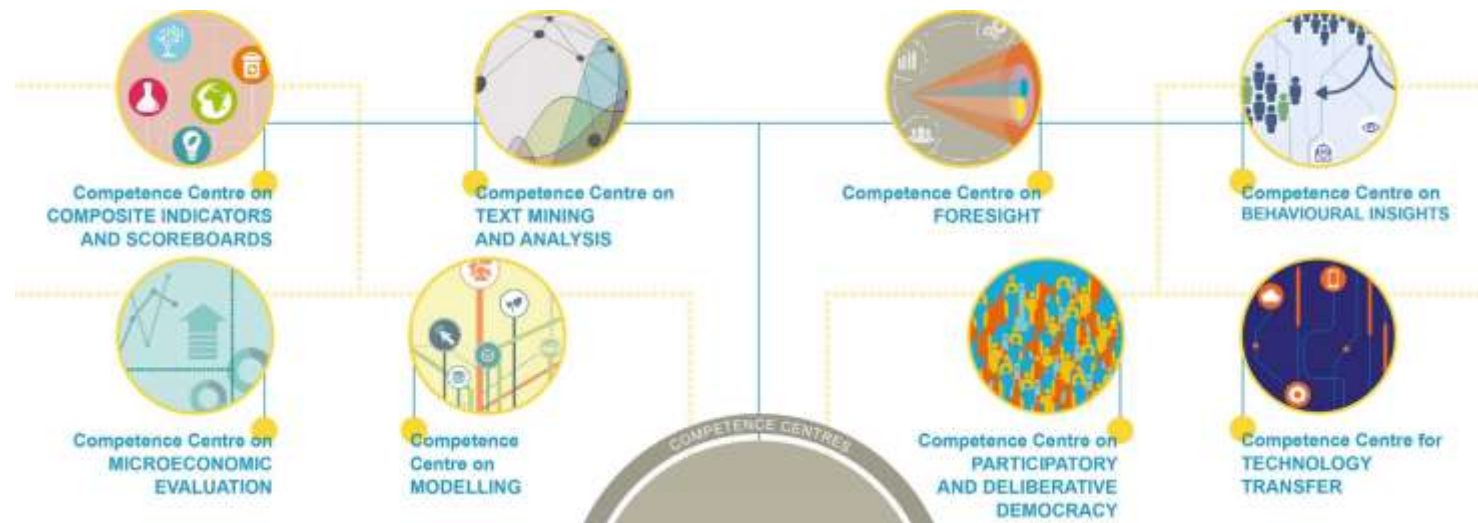 Competence Centre on
COMPOSITE INDICATORS
AND SCOREBOARDS
Competence Centre on
TEXT MINING
AND ANALYSIS
Competence Centre on
FORESIGHT
Competence Centre on
BEHAVIOURAL INSIGHTS
Competence Centre on
MICROECONOMIC
EVALUATION
Competence
Centre on
MODELLING
COMPETENCE CENTRES
Competence Centre on
PARTICIPATORY
AND DELIBERATIVE
DEMOCRACY
Competence Centre for
TECHNOLOGY
TRANSFER